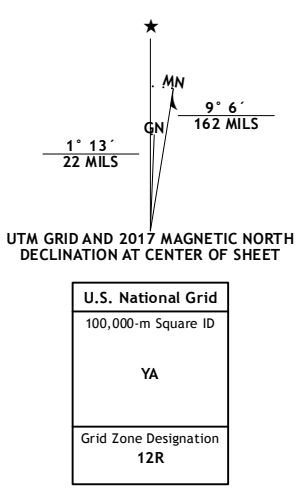 MN
GN
9° 6´
162 MILS
1° 13´
22 MILS
UTM GRID AND 2017 MAGNETIC NORTH
DECLINATION AT CENTER OF SHEET
U.S. National Grid
100,000-m Square ID
YA
Grid Zone Designation
12R